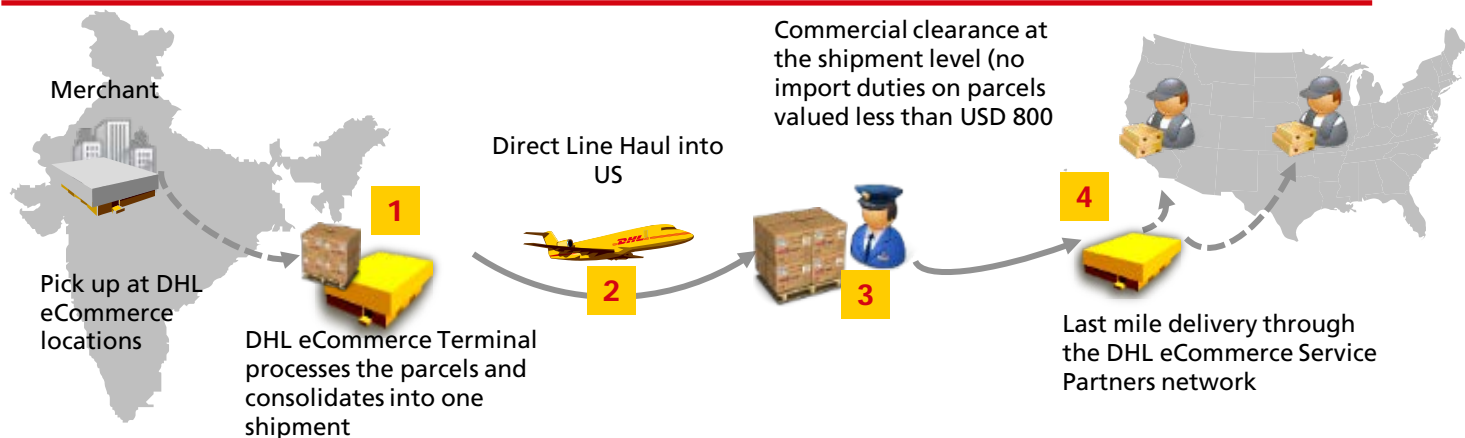 Merchant
Pick up at DHL
eCommerce
locations
1
DHL eCommerce Terminal
processes the parcels and
consolidates into one
shipment
Direct Line Haul into
US
DHL
2
Commercial clearance at
the shipment level (no
import duties on parcels
valued less than USD 800
3
4
Last mile delivery through
the DHL eCommerce Service
Partners network